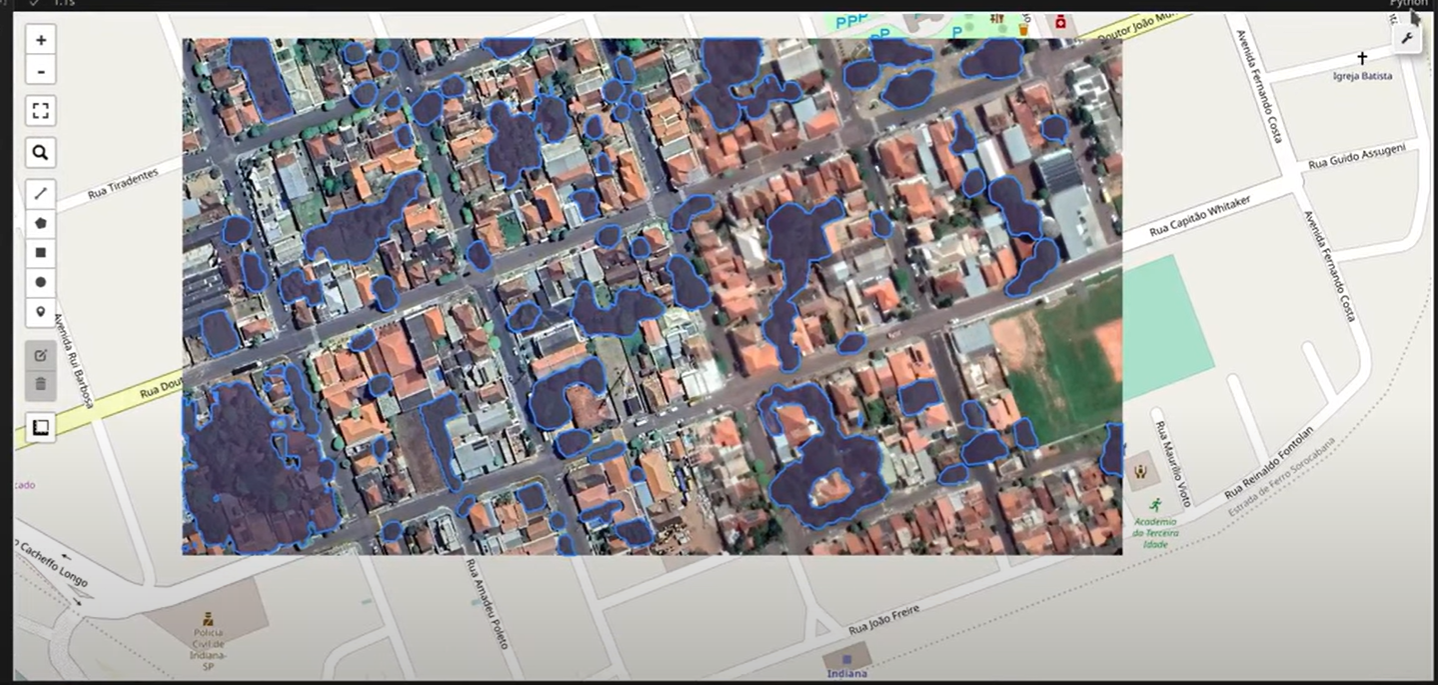 1.1s
Python
PPP
P
Doutor João Mu
Avenida Fernando Costa
Igreja Batista
Rua Guido Assugeni
Rua Tiradentes
Rua Capitão Whitaker
Avenida Fernando Costa
Avenida Rui Barbosa
Rua Dout
cado
o Cacheffo Longo
Rua Amadeu Poleto
Rua Maurílio Vioto
Rua Reinaldo Fontolan
Estrada de Ferro Sorocabana
Academia
da Terceira
Idade
Polícia
Civil de
Indiana-
SP
Rua João Freire
Indiana